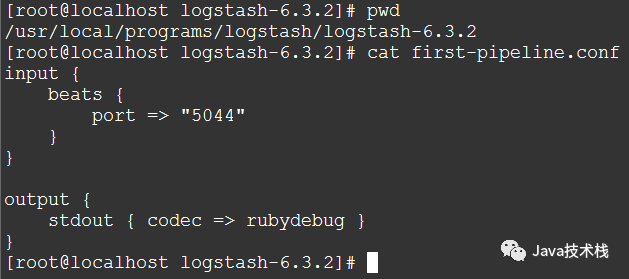 [root@localhost logstash-6.3.2]# pwd
/usr/local/programs/logstash/logstash-6.3.2
[root@localhost logstash-6.3.2]# cat first-pipeline.conf
input {
    beats {
        port => "5044"
    }
}

output {
    stdout { codec => rubydebug }
}
[root@localhost logstash-6.3.2]#
Java技术栈